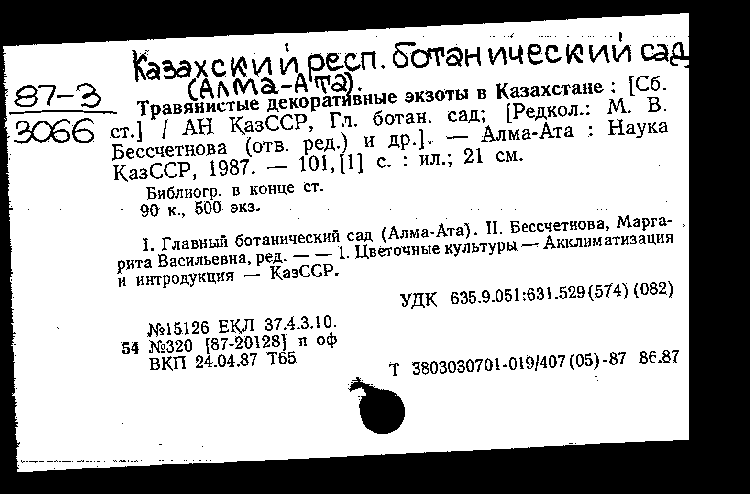 Казахский респ. ботанический сад
(Алма-Ата).
87-3
3066
Травянистые декоративные экзоты в Казахстане : [Сб.
ст.] / АН КазССР, Гл. ботан. сад; [Редкол.: М. В.
Бессчетнова (отв. ред.) и др.]. — Алма-Ата : Наука
КазССР, 1987. — 101,[1] с. : ил.; 21 см.
Библиогр. в конце ст.
90 к., 500 экз.
I. Главный ботанический сад (Алма-Ата). II. Бессчетнова, Марга-
рита Васильевна, ред. — — 1. Цветочные культуры — Акклиматизация
и интродукция — КазССР.
УДК 635.9.051:631.529(574)(082)
№15126 ЕКЛ 37.4.3.10.
54 №320 [87-20128] п оф
ВКП 24.04.87 Т65
Т 3803030701-019/407(05)-87 86.87